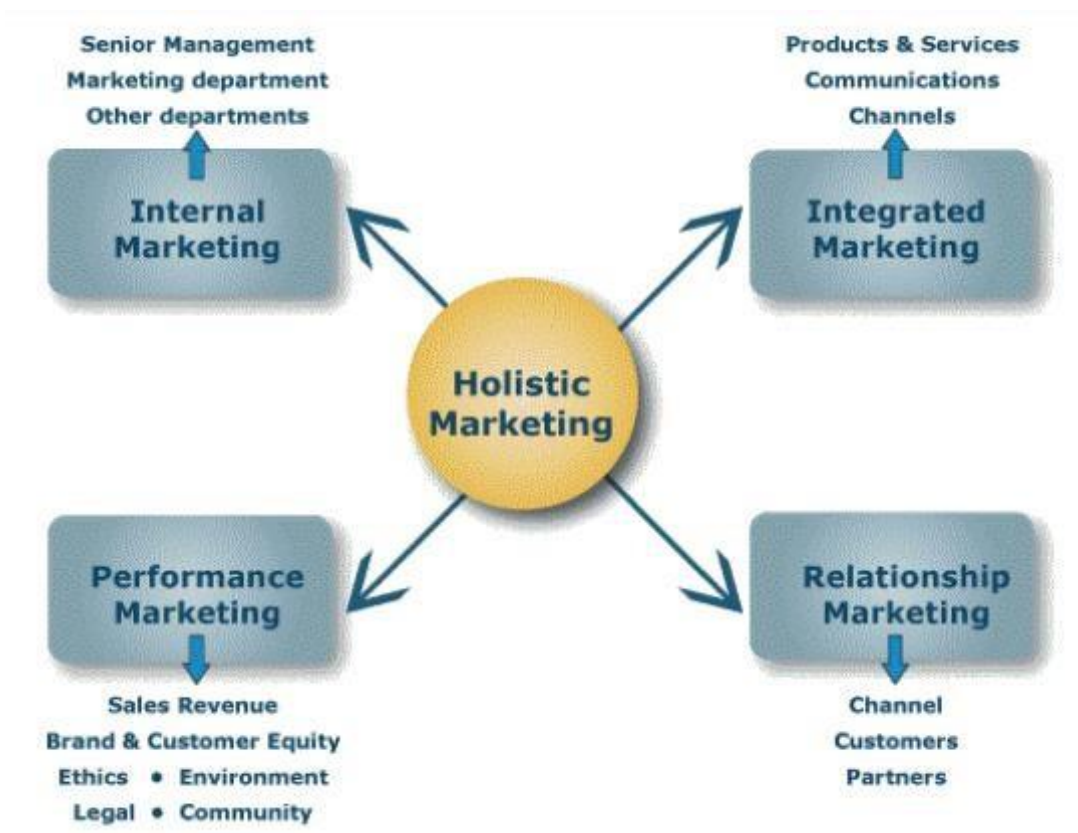 Senior Management
Marketing department
Other departments
Internal
Marketing
Products & Services
Communications
Channels
Integrated
Marketing
Holistic
Marketing
Performance
Marketing
Sales Revenue
Brand & Customer Equity
Ethics • Environment
Legal • Community
Relationship
Marketing
Channel
Customers
Partners